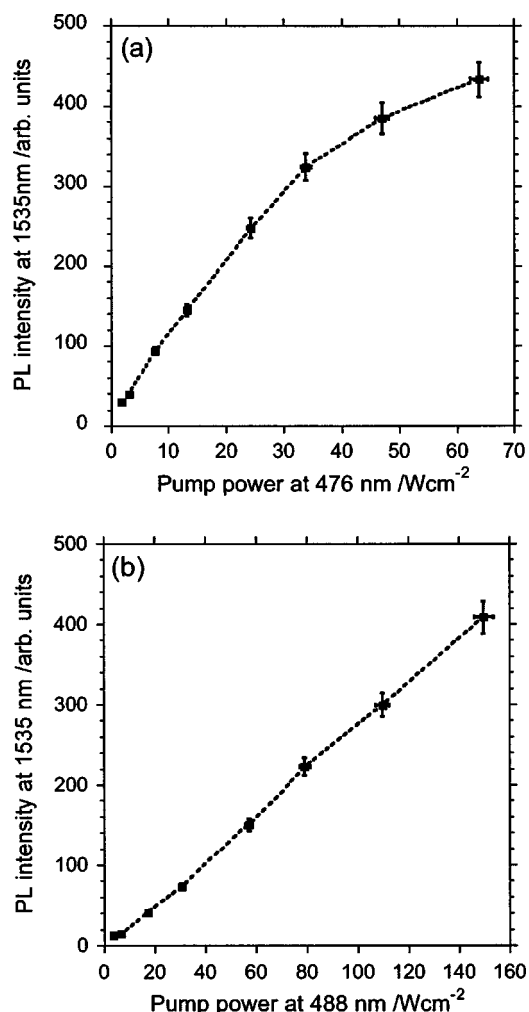 (a)
PL intensity at 1535nm /arb. units
500
400
300
200
100
0
0 10 20 30 40 50 60 70
Pump power at 476 nm /Wcm-2
(b)
PL intensity at 1535 nm /arb. units
500
400
300
200
100
0
0 20 40 60 80 100 120 140 160
Pump power at 488 nm /Wcm-2